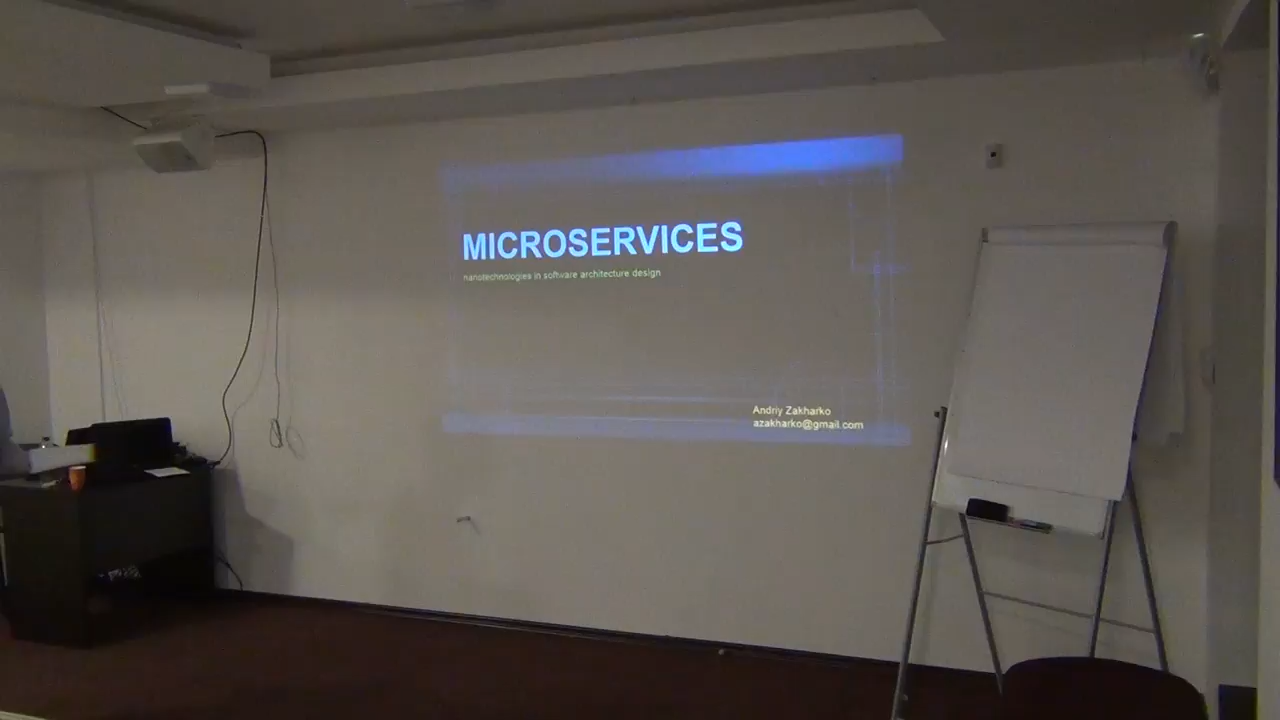 MICROSERVICES
nanotechnologies in software architecture design
Andriy Zakharko
azakharko@gmail.com